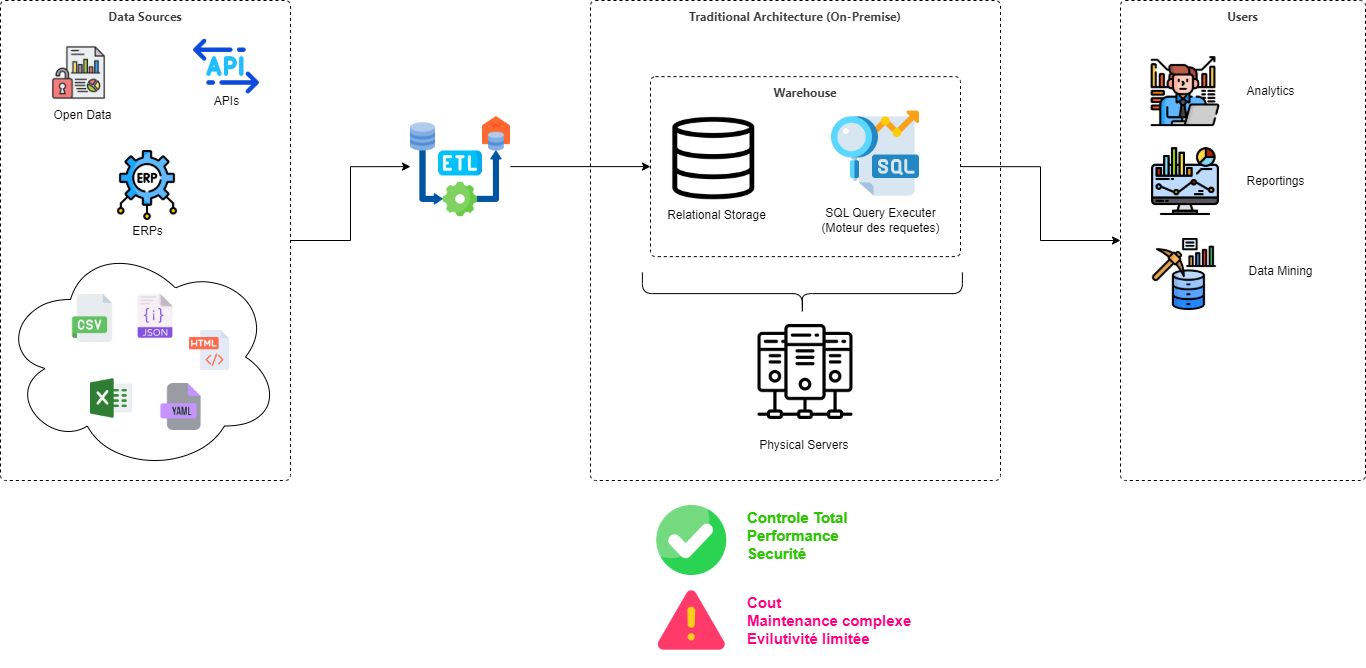 Data Sources
Open Data
API
APIs
ERP
ERPs
CSV
{i}
JSON
HTML
</>
X
YAML
ETL
Traditional Architecture (On-Premise)
Warehouse
Relational Storage
SQL
SQL Query Executer
(Moteur des requetes)
Physical Servers
Users
Analytics
Reportings
Data Mining
Controle Total
Performance
Securité
Cout
Maintenance complexe
Evilutivité limitée